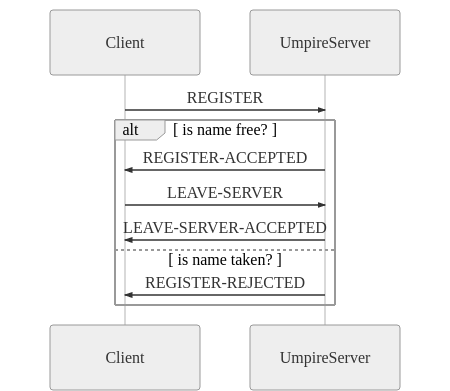 Client UmpireServer
REGISTER
alt [ is name free? ]
REGISTER-ACCEPTED
LEAVE-SERVER
LEAVE-SERVER-ACCEPTED
[ is name taken? ]
REGISTER-REJECTED
Client UmpireServer